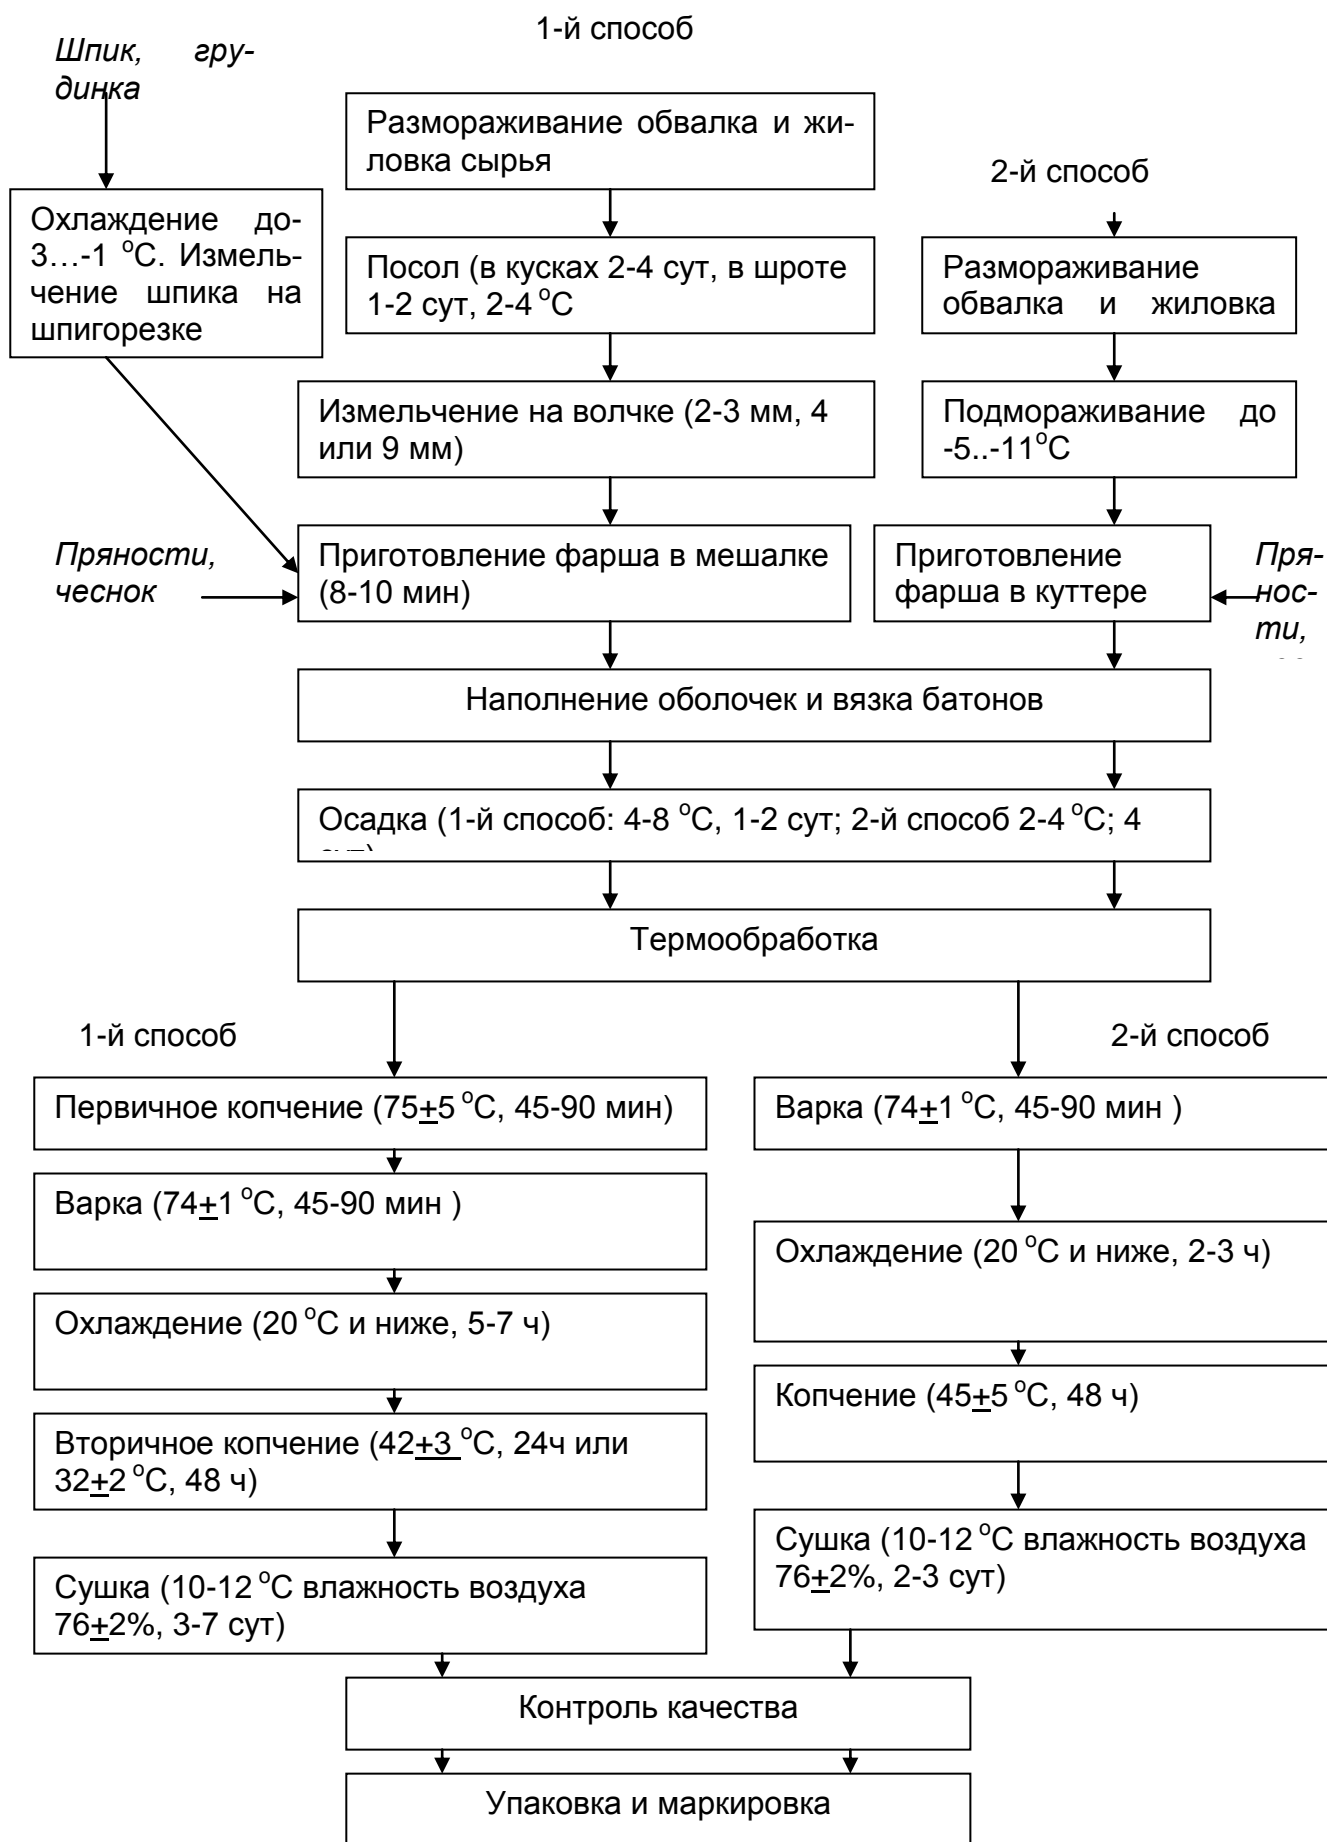 1-й способ
Шпик, гру-
динка
Размораживание обвалка и жи-
ловка сырья
2-й способ
Охлаждение до-
3…-1 °С. Измель-
чение шпика на
шпигорезке
Посол (в кусках 2-4 сут, в шроте
1-2 сут, 2-4 °С
Размораживание
обвалка и жиловка
Измельчение на волчке (2-3 мм, 4
или 9 мм)
Подмораживание до
-5..-11°С
Пряности,
чеснок
Приготовление фарша в мешалке
(8-10 мин)
Приготовление
фарша в куттере
Пря-
нос-
ти,
Наполнение оболочек и вязка батонов
Осадка (1-й способ: 4-8 °С, 1-2 сут; 2-й способ 2-4 °С; 4
Термообработка
1-й способ
2-й способ
Первичное копчение (75±5 °С, 45-90 мин)
Варка (74±1 °С, 45-90 мин )
Охлаждение (20 °С и ниже, 5-7 ч)
Вторичное копчение (42±3 °С, 24ч или
32±2 °С, 48 ч)
Сушка (10-12 °С влажность воздуха
76±2%, 3-7 сут)
Варка (74±1 °С, 45-90 мин )
Охлаждение (20 °С и ниже, 2-3 ч)
Копчение (45±5 °С, 48 ч)
Сушка (10-12 °С влажность воздуха
76±2%, 2-3 сут)
Контроль качества
Упаковка и маркировка